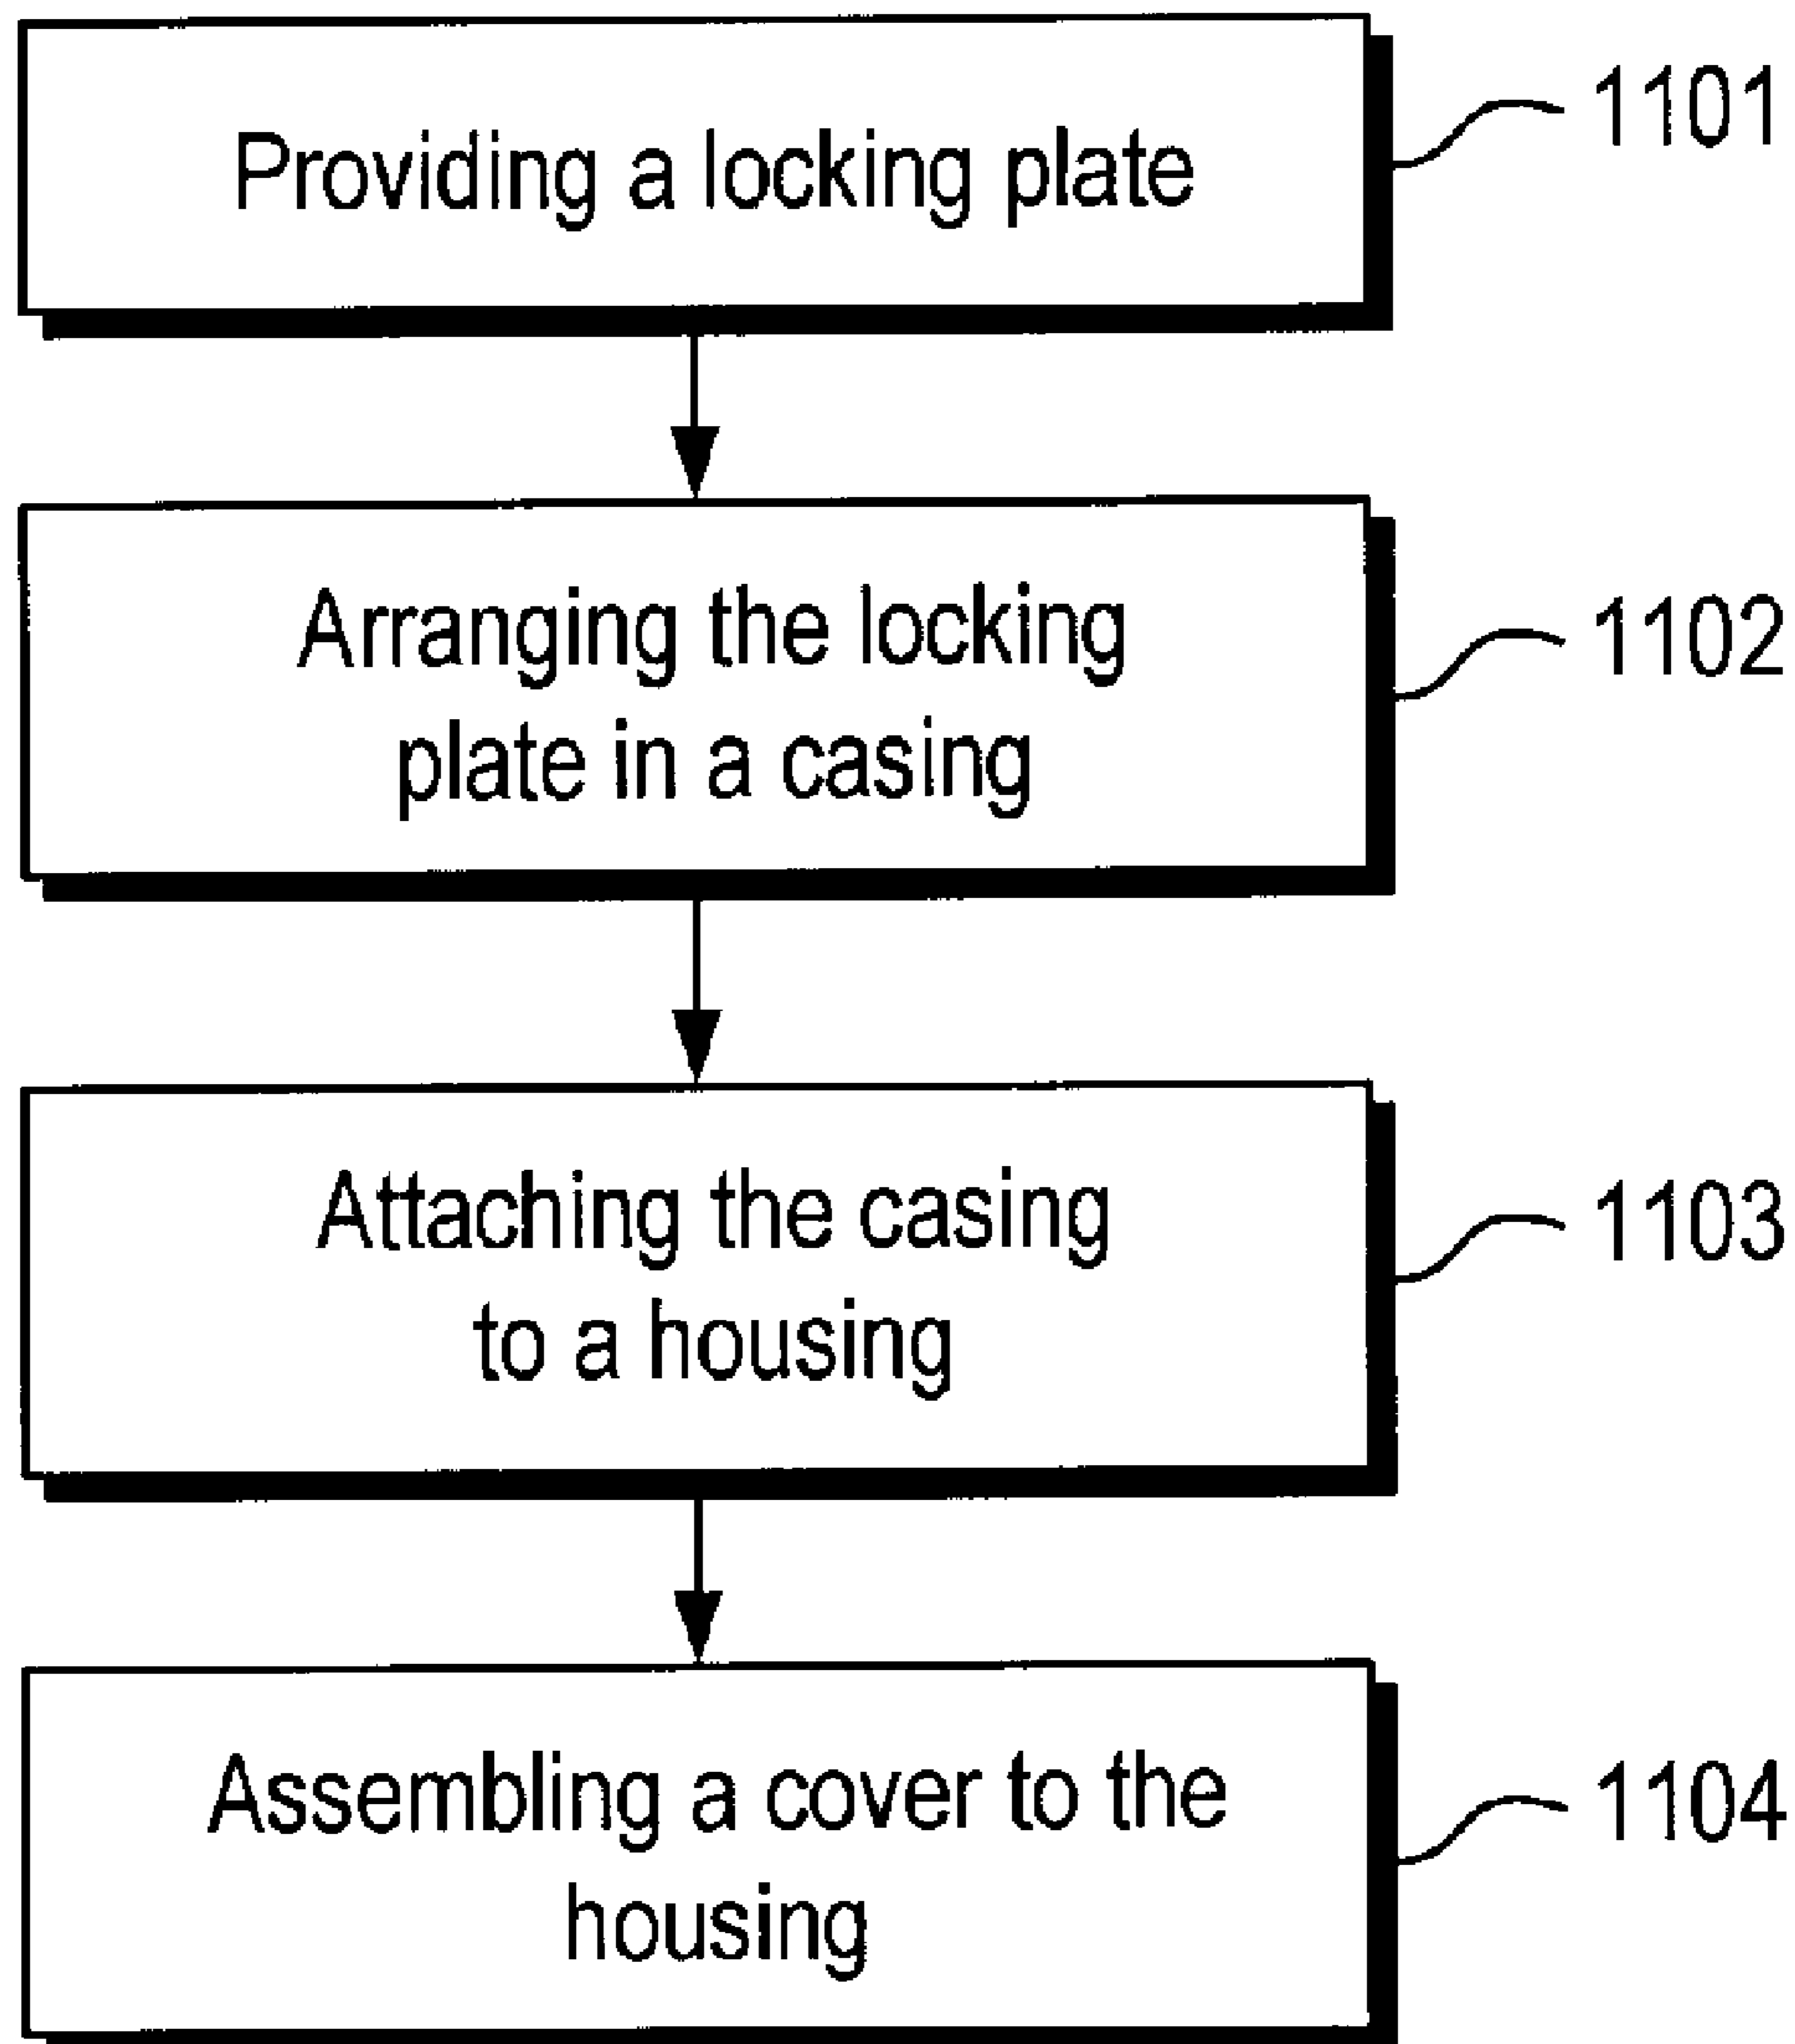 Providing a locking plate
1101
Arranging the locking
plate in a casing
1102
Attaching the casing
to a housing
1103
Assembling a cover to the
housing
1104